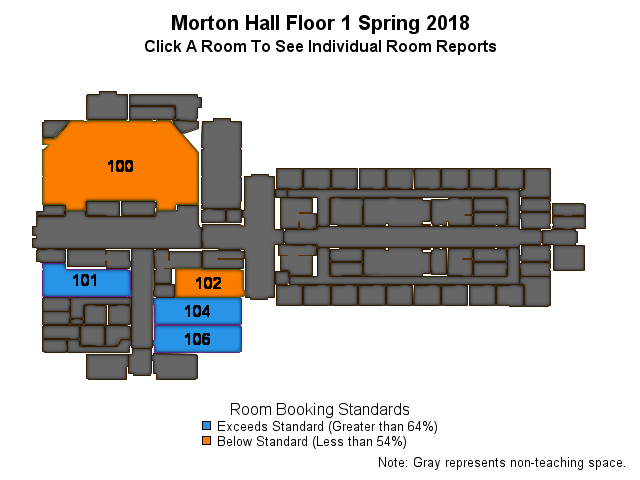 Morton Hall Floor 1 Spring 2018
Click A Room To See Individual Room Reports
100
101
102
104
106
Room Booking Standards
Exceeds Standard (Greater than 64%)
Below Standard (Less than 54%)
Note: Gray represents non-teaching space.